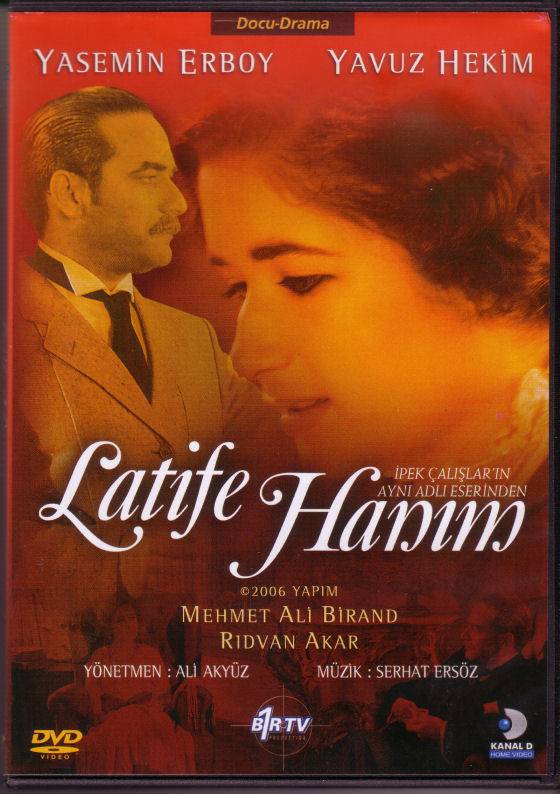 Docu-Drama
YASEMİN ERBOY YAVUZ HEKİM
İPEK ÇALIŞLAR'IN
AYNI ADLI ESERİNDEN
Latife Hanım
©2006 YAPIM
MEHMET ALİ BİRAND
RIDVAN AKAR
YÖNETMEN : ALİ AKYÜZ MÜZİK : SERHAT ERSÖZ
B1RTV
PRODUCTION
DVD
VIDEO
KANAL D
HOME VIDEO